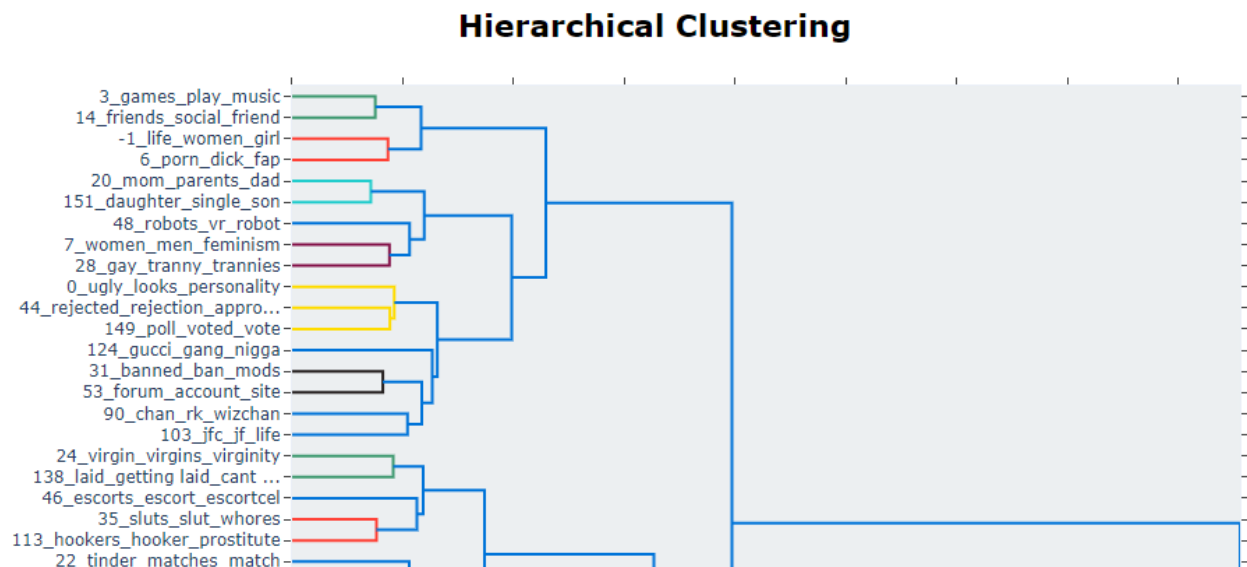 Hierarchical Clustering
3_games_play_music
14_friends_social_friend
-1_life_women_girl
6_porn_dick_fap
20_mom_parents_dad
151_daughter_single_son
48_robots_vr_robot
7_women_men_feminism
28_gay_tranny_trannies
0_ugly_looks_personality
44_rejected_rejection_appro...
149_poll_voted_vote
124_gucci_gang_nigga
31_banned_ban_mods
53_forum_account_site
90_chan_rk_wizchan
103_jfc_jf_life
24_virgin_virgins_virginity
138_laid_getting laid_cant ...
46_escorts_escort_escortcel
35_sluts_slut_whores
113_hookers_hooker_prostitute
22_tinder_matches_match